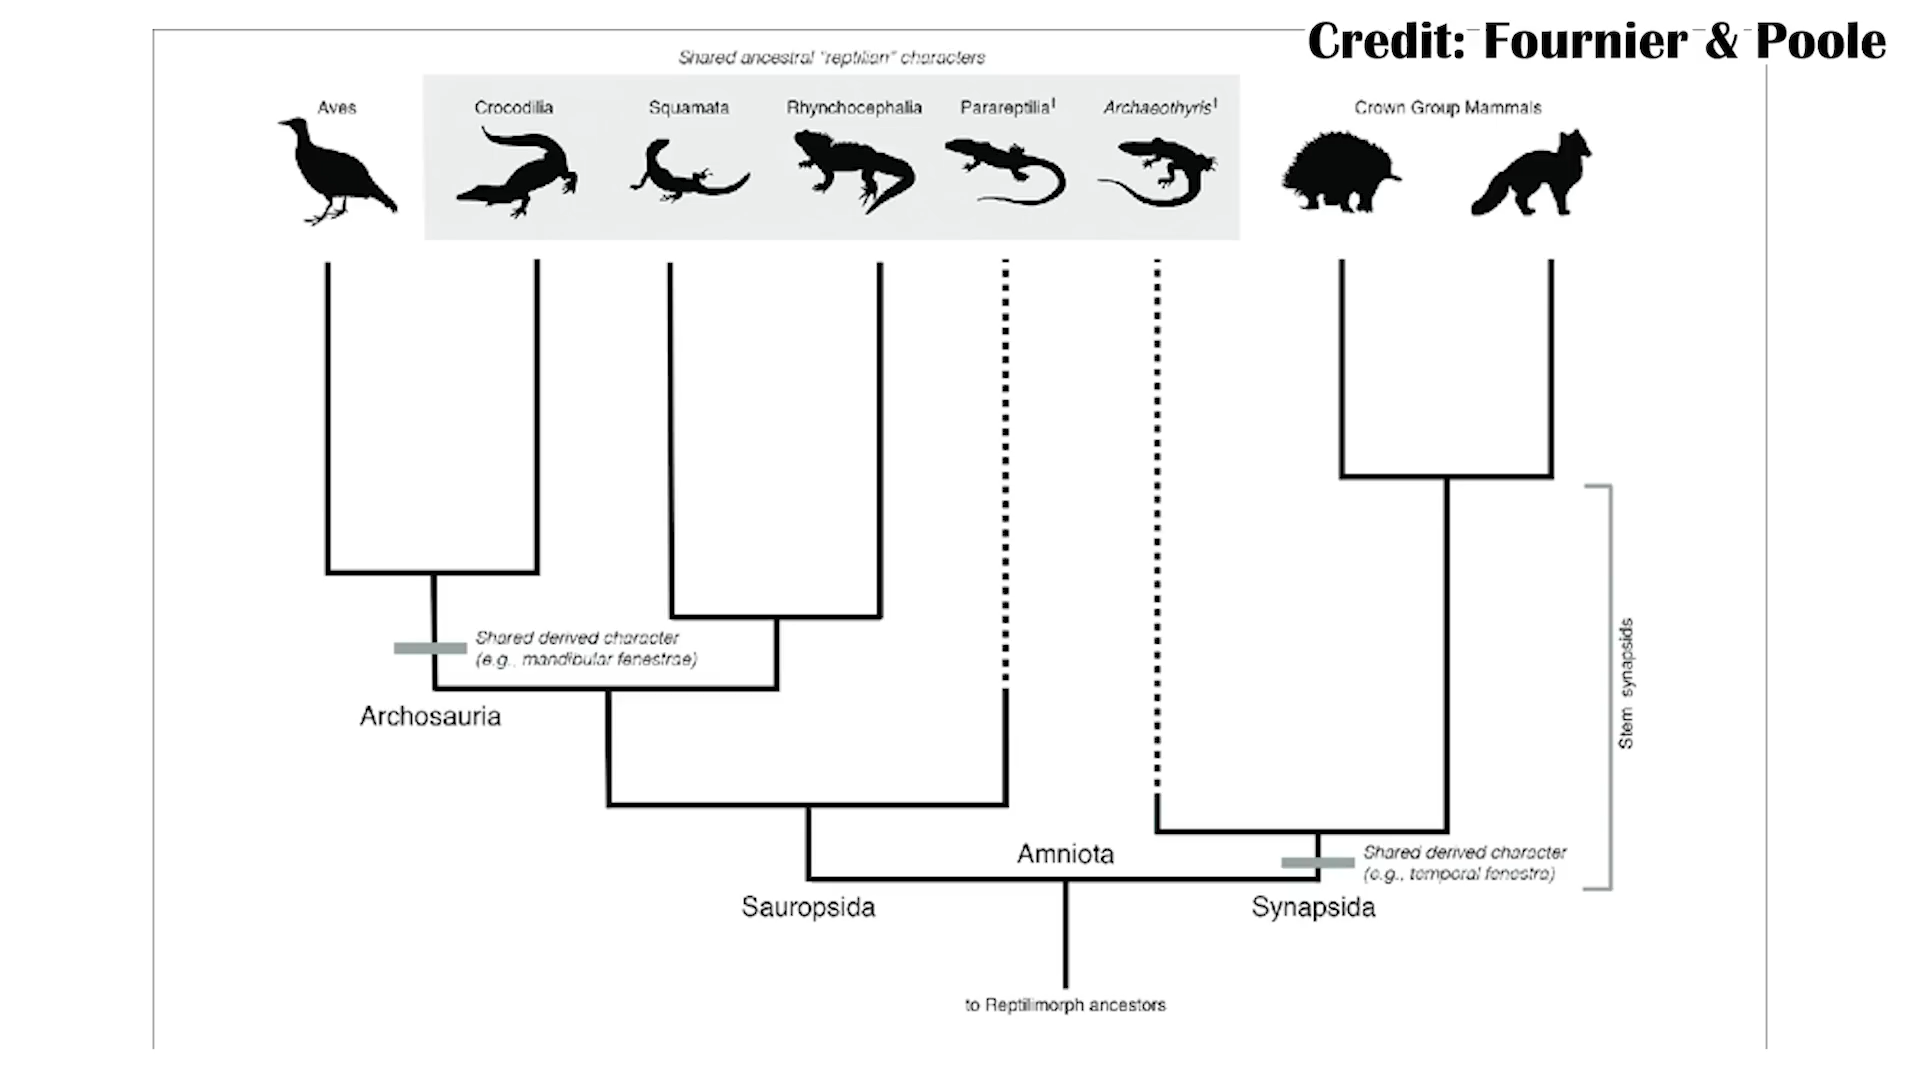 Credit: Fournier & Poole
Shared ancestral "reptilian" characters
Aves
Crocodilia
Squamata
Rhynchocephalia
Parareptilia†
Archaeothyris†
Crown Group Mammals
Shared derived character
(e.g., mandibular fenestrae)
Archosauria
Stem synapsids
Amniota
Shared derived character
(e.g., temporal fenestra)
Sauropsida
Synapsida
to Reptilimorph ancestors